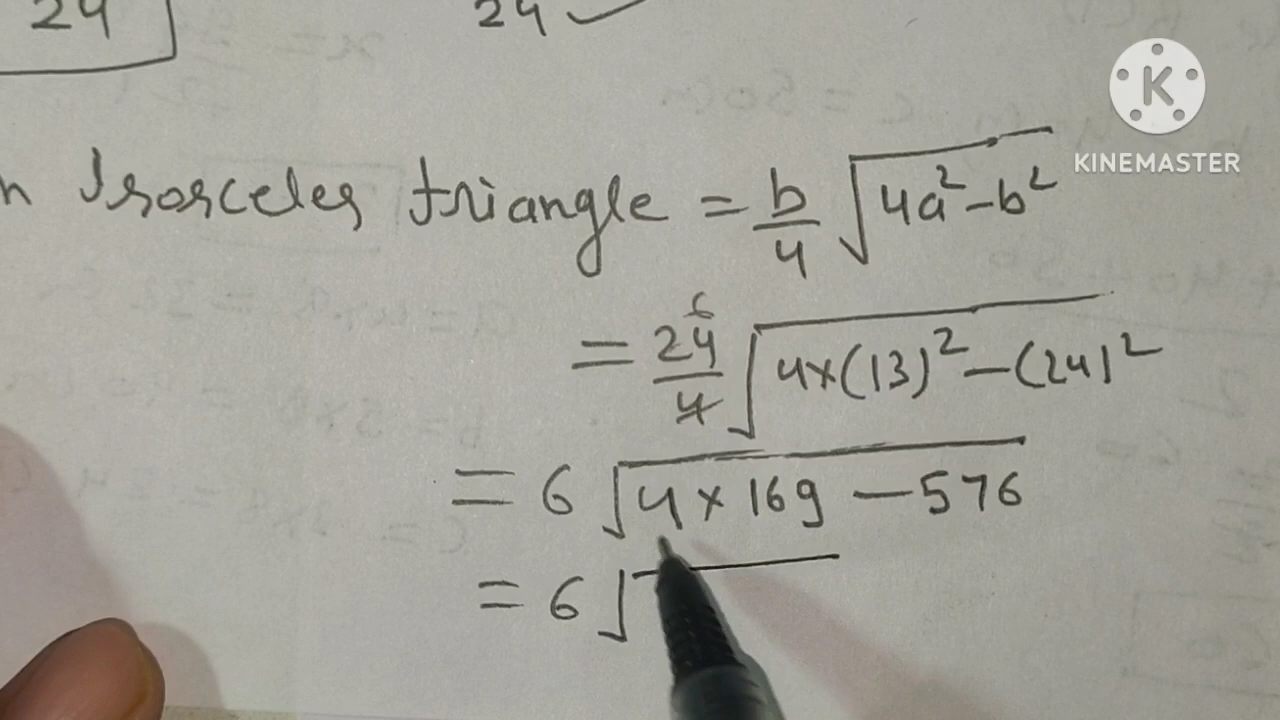 24 24 ✓
K
KINEMASTER
n Isosceles triangle = b/4 √(4a² - b²)
= 24/4 6 √(4×(13)² - (24)²
= 6 √(4 × 169 - 576
= 6 √